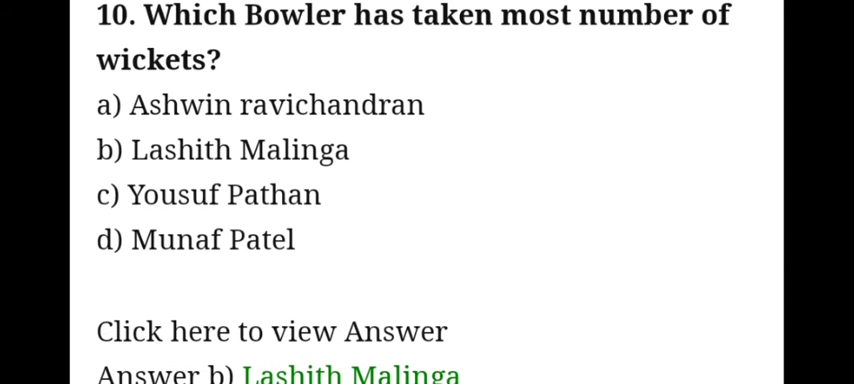 10. Which Bowler has taken most number of
wickets?
a) Ashwin ravichandran
b) Lashith Malinga
c) Yousuf Pathan
d) Munaf Patel
Click here to view Answer
Answer b) Lashith Malinga